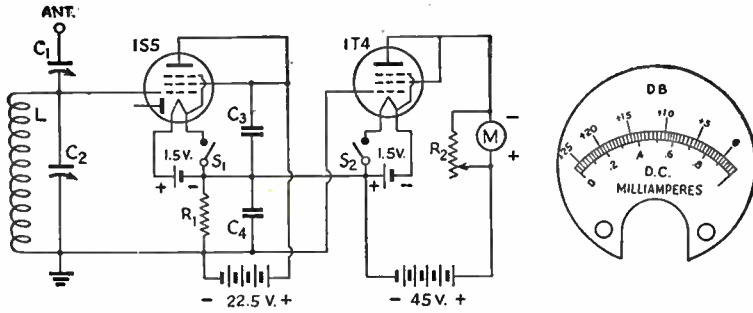 ANT.
C1
L
C2
1S5
C3
1.5V.
S1
+ -
R1
C4
- 22.5 V. +
1T4
S2
1.5V.
+ -
R2
M
-
+
- 45 V. +
DB
+25 +20 +15 +10 +5 0
0 .2 .4 .6 .8
D.C.
MILLIAMPERES